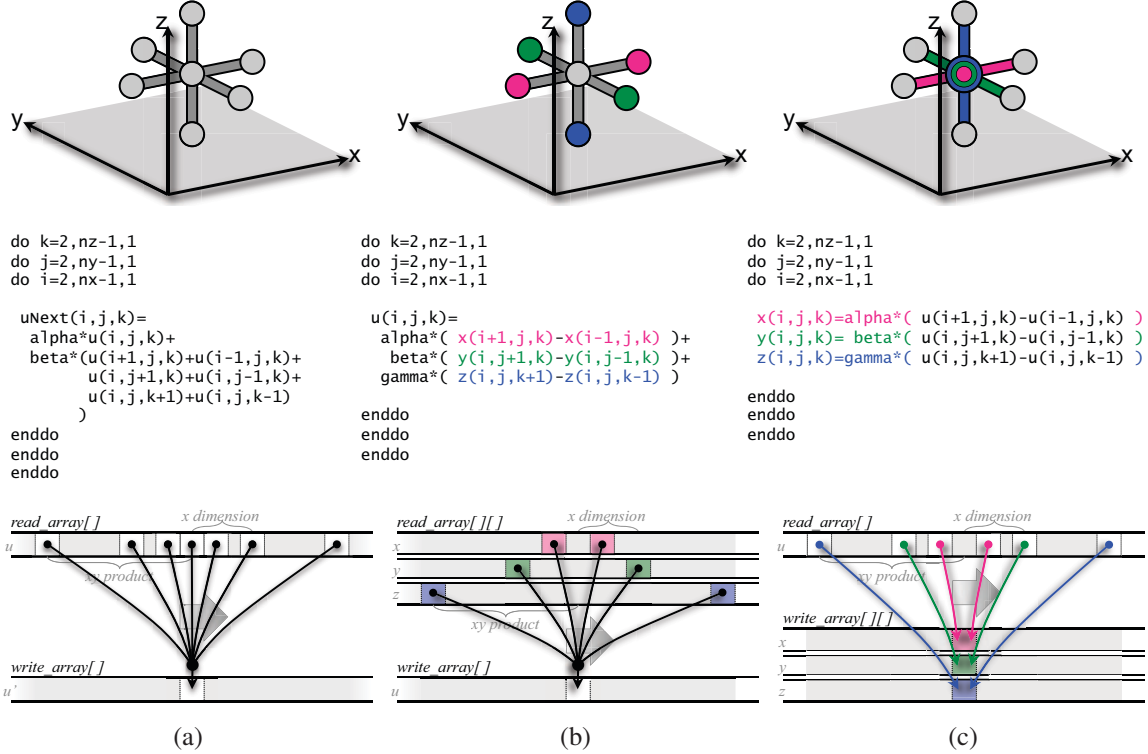 z
y
x
do k=2,nz-1,1
do j=2,ny-1,1
do i=2,nx-1,1
uNext(i,j,k)=
alpha*u(i,j,k)+
beta*(u(i+1,j,k)+u(i-1,j,k)+
u(i,j+1,k)+u(i,j-1,k)+
u(i,j,k+1)+u(i,j,k-1)
)
enddo
enddo
enddo
x dimension
read_array[ ]
u
xy product
write_array[ ]
u'
(a)
z
y
x
do k=2,nz-1,1
do j=2,ny-1,1
do i=2,nx-1,1
u(i,j,k)=
alpha*( x(i+1,j,k)-x(i-1,j,k) )+
beta*( y(i,j+1,k)-y(i,j-1,k) )+
gamma*( z(i,j,k+1)-z(i,j,k-1) )
enddo
enddo
enddo
x dimension
read_array[ ][ ]
x
y
z
xy product
write_array[ ]
u
(b)
z
y
x
do k=2,nz-1,1
do j=2,ny-1,1
do i=2,nx-1,1
x(i,j,k)=alpha*( u(i+1,j,k)-u(i-1,j,k) )
y(i,j,k)= beta*( u(i,j+1,k)-u(i,j-1,k) )
z(i,j,k)=gamma*( u(i,j,k+1)-u(i,j,k-1) )
enddo
enddo
enddo
x dimension
read_array[ ]
u
xy product
write_array[ ][ ]
x
y
z
(c)